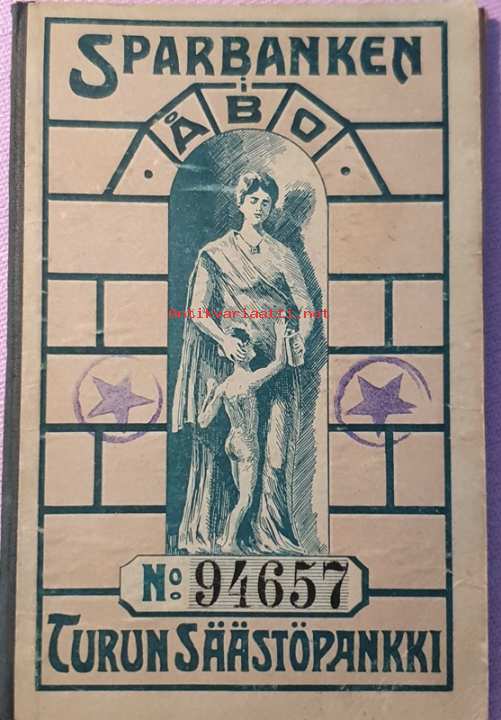 SPARBANKEN
i
ÅBO
Antikvariaatti.net
No: 94657
TURUN SÄÄSTÖPANKKI